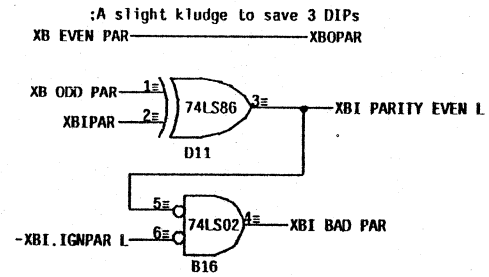 ;A slight kludge to save 3 DIPs
XB EVEN PAR XBOPAR
XB ODD PAR 1≡ 74LS86 3≡ XBI PARITY EVEN L
XBIPAR 2≡
D11
5≡ 74LS02 4≡ XBI BAD PAR
-XBI.IGNPAR L 6≡
B16